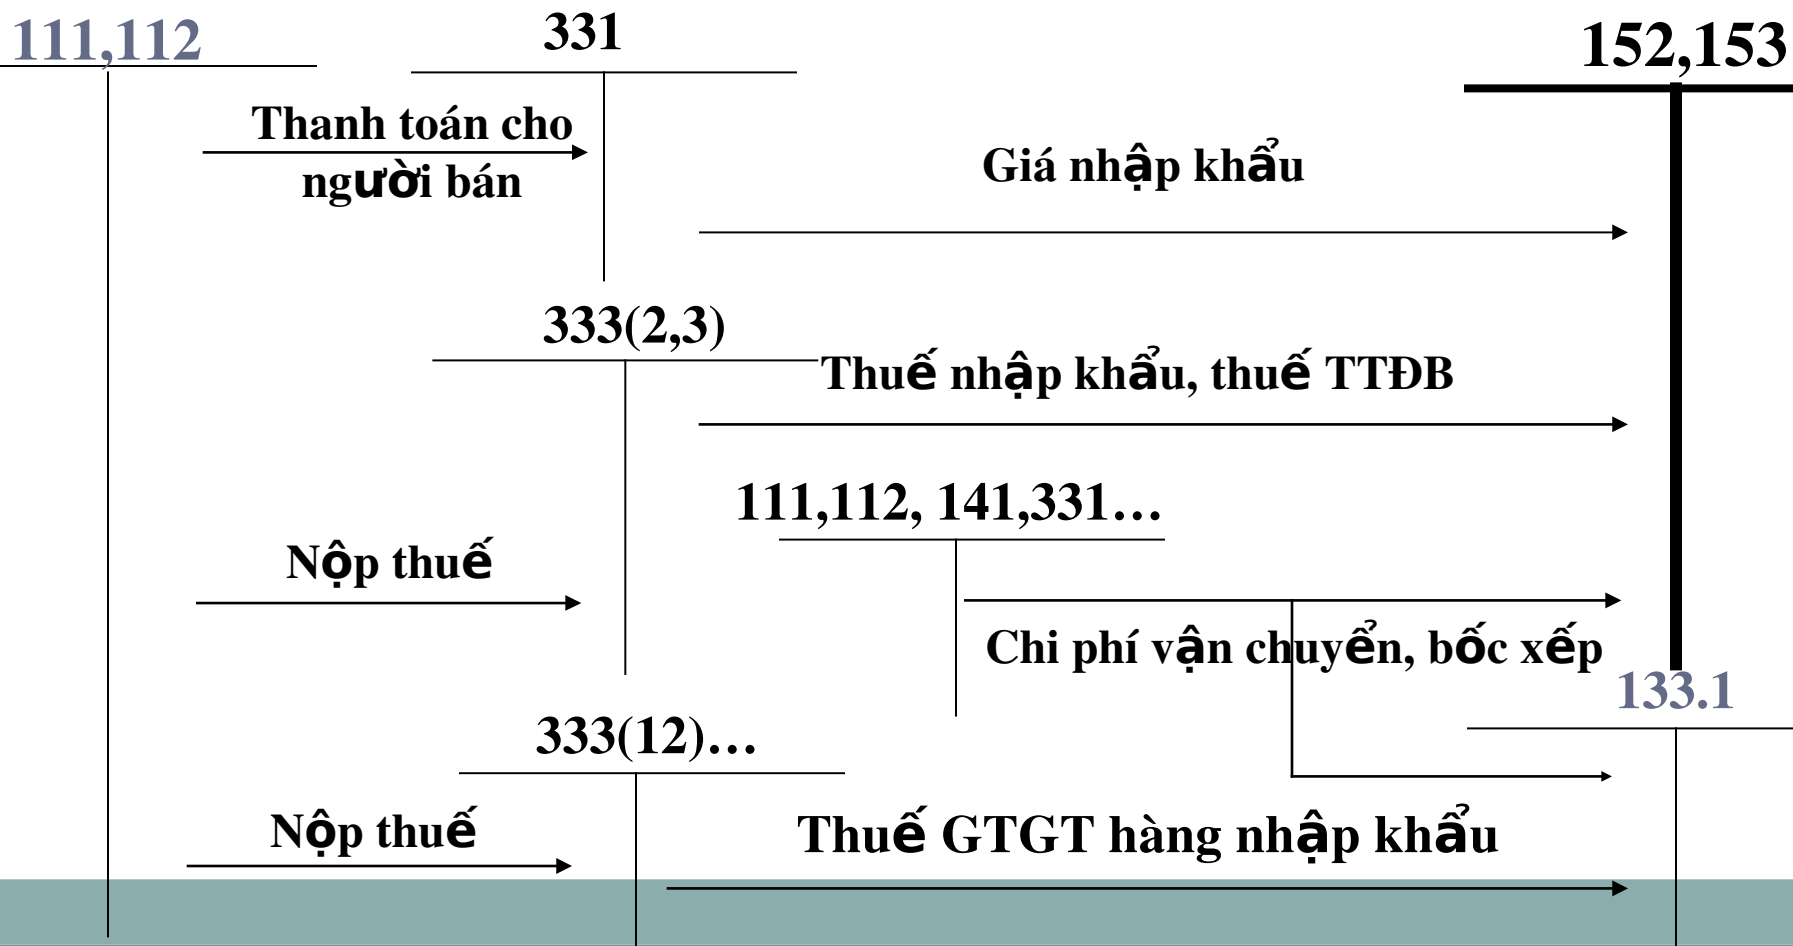 111,112
331
152,153
Thanh toán cho
người bán
Giá nhập khẩu
333(2,3)
Thuế nhập khẩu, thuế TTĐB
111,112, 141,331…
Nộp thuế
Chi phí vận chuyển, bốc xếp
133.1
333(12)…
Nộp thuế
Thuế GTGT hàng nhập khẩu